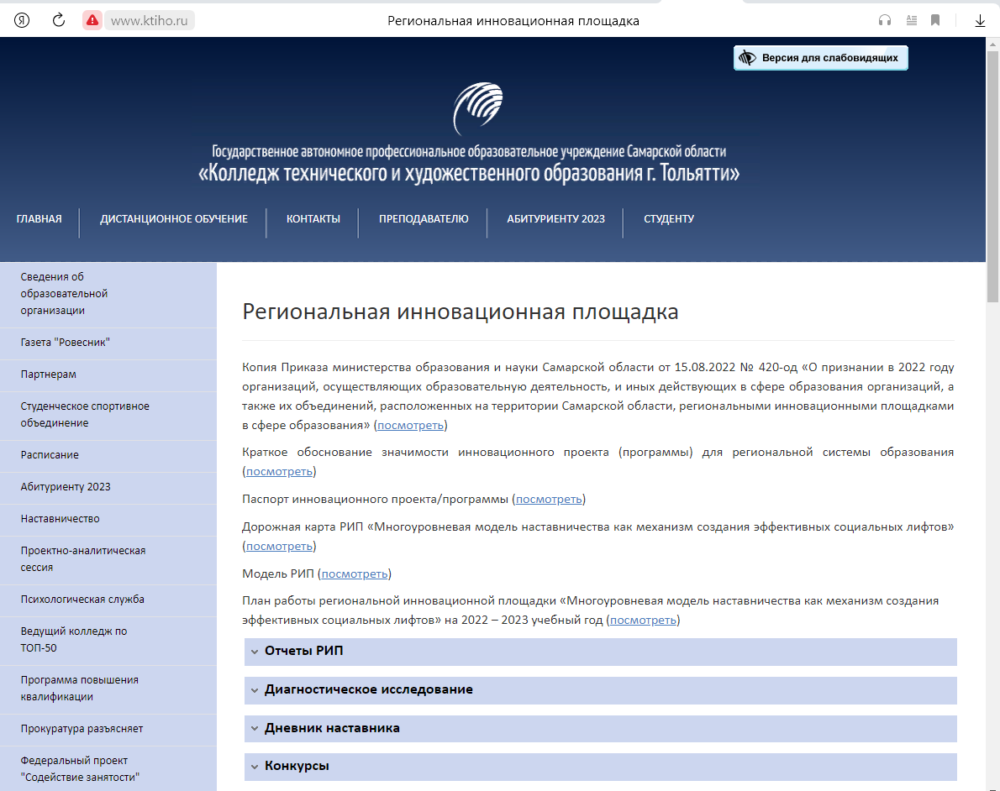 Я
www.ktiho.ru
Региональная инновационная площадка
Версия для слабовидящих
Государственное автономное профессиональное образовательное учреждение Самарской области
«Колледж технического и художественного образования г. Тольятти»
ГЛАВНАЯ
ДИСТАНЦИОННОЕ ОБУЧЕНИЕ
КОНТАКТЫ
ПРЕПОДАВАТЕЛЮ
АБИТУРИЕНТУ 2023
СТУДЕНТУ
Сведения об
образовательной
организации
Газета "Ровесник"
Партнерам
Студенческое спортивное
объединение
Расписание
Абитуриенту 2023
Наставничество
Проектно-аналитическая
сессия
Психологическая служба
Ведущий колледж по
ТОП-50
Программа повышения
квалификации
Прокуратура разъясняет
Федеральный проект
"Содействие занятости"
Региональная инновационная площадка
Копия Приказа министерства образования и науки Самарской области от 15.08.2022 № 420-од «О признании в 2022 году
организаций, осуществляющих образовательную деятельность, и иных действующих в сфере образования организаций, а
также их объединений, расположенных на территории Самарской области, региональными инновационными площадками
в сфере образования» (посмотреть)
Краткое обоснование значимости инновационного проекта (программы) для региональной системы образования
(посмотреть)
Паспорт инновационного проекта/программы (посмотреть)
Дорожная карта РИП «Многоуровневая модель наставничества как механизм создания эффективных социальных лифтов»
(посмотреть)
Модель РИП (посмотреть)
План работы региональной инновационной площадки «Многоуровневая модель наставничества как механизм создания
эффективных социальных лифтов» на 2022 – 2023 учебный год (посмотреть)
Отчеты РИП
Диагностическое исследование
Дневник наставника
Конкурсы